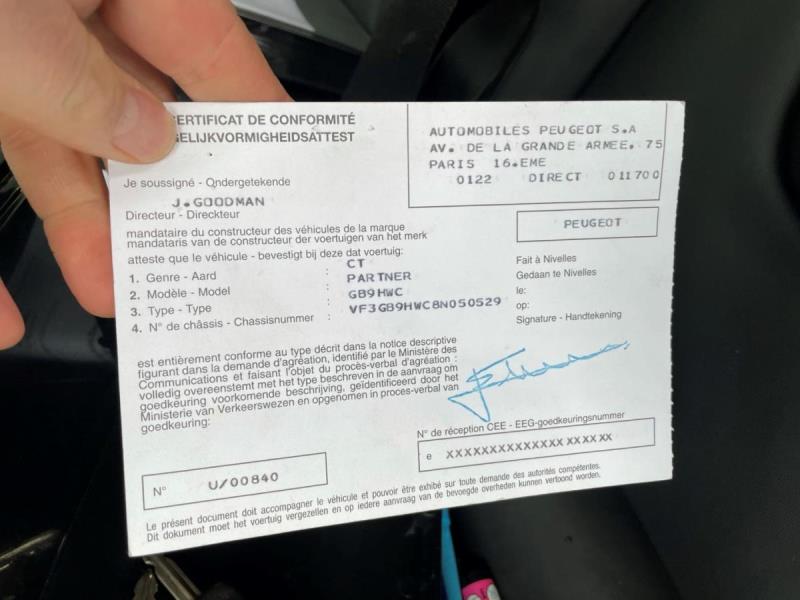 ERTIFICAT DE CONFORMITÉ
ELIJKVORMIGHEIDSATTEST
AUTOMOBILES PEUGEOT S.A
AV. DE LA GRANDE ARMEE. 75
PARIS 16.EME
0122 DIRECT 011700
Je soussigné - Qndergetekende
J.GOODMAN
Directeur - Direckteur
mandataire du constructeur des véhicules de la marque
mandataris van de constructeur der voertuigen van het merk
PEUGEOT
atteste que le véhicule - bevestigt bij deze dat voertuig:
1. Genre - Aard : CT
2. Modèle - Model : PARTNER
3. Type - Type : GB9HWC
4. N° de châssis - Chassisnummer : VF3GB9HWC8N050529
Fait à Nivelles
Gedaan te Nivelles
le:
op:
Signature - Handtekening
est entièrement conforme au type décrit dans la notice descriptive
figurant dans la demande d'agréation, identifié par le Ministère des
Communications et faisant l'objet du procès-verbal d'agréation :
volledig overeenstemt met het type beschreven in de aanvraag om
goedkeuring voorkomende beschrijving, geïdentificeerd door het
Ministerie van Verkeerswezen en opgenomen in proces-verbal van
goedkeuring:
N° de réception CEE - EEG-goedkeuringsnummer
e XXXXXXXXXXXXXX XXXX XX
N° U/00840
Le présent document doit accompagner le véhicule et pouvoir être exhibé sur toute demande des autorités compétentes.
Dit dokument moet het voertuig vergezellen en op iedere aanvraag van de bevoegde overheden kunnen vertoond worden.